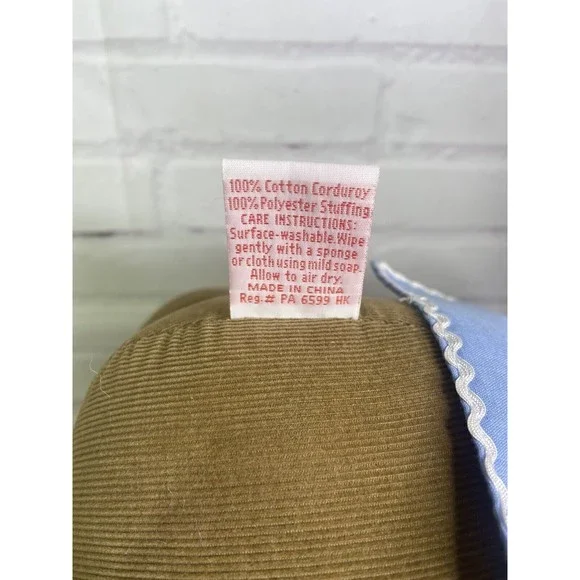 100% Cotton Corduroy
100% Polyester Stuffing
CARE INSTRUCTIONS:
Surface-washable. Wipe
gently with a sponge
or cloth using mild soap.
Allow to air dry.
MADE IN CHINA
Reg.# PA 6599 HK